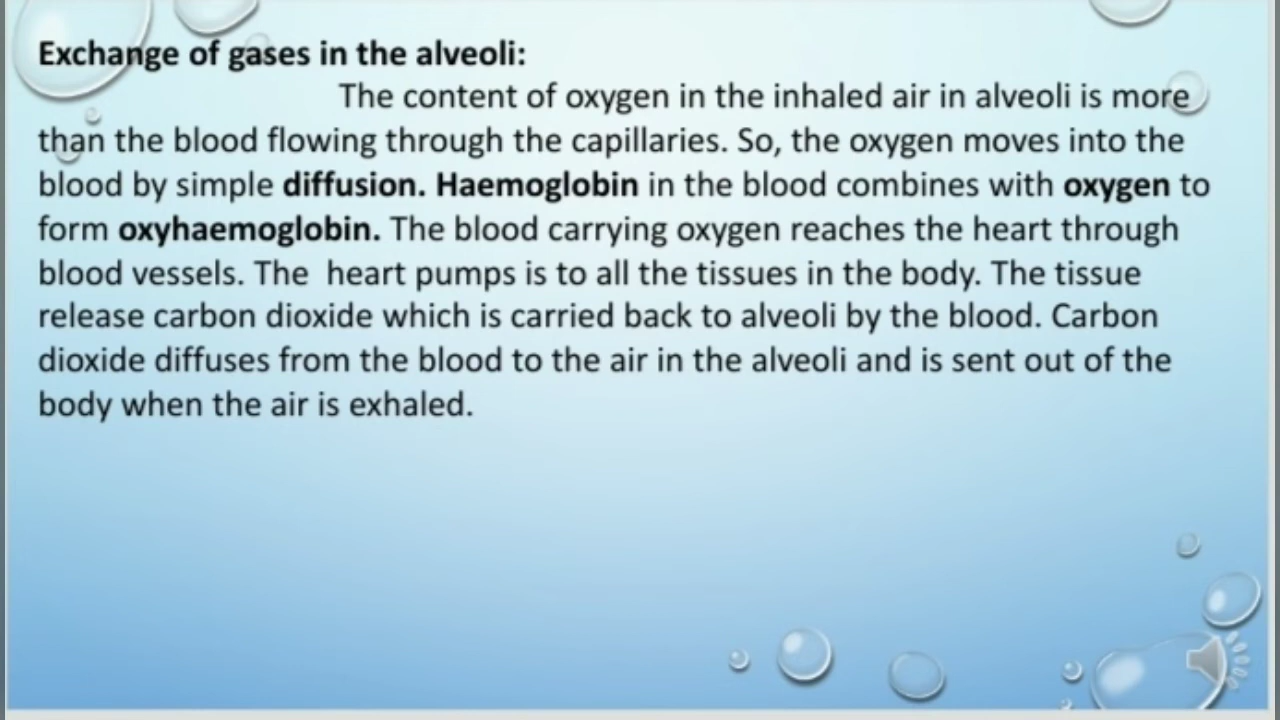 Exchange of gases in the alveoli:
The content of oxygen in the inhaled air in alveoli is more
than the blood flowing through the capillaries. So, the oxygen moves into the
blood by simple diffusion. Haemoglobin in the blood combines with oxygen to
form oxyhaemoglobin. The blood carrying oxygen reaches the heart through
blood vessels. The heart pumps is to all the tissues in the body. The tissue
release carbon dioxide which is carried back to alveoli by the blood. Carbon
dioxide diffuses from the blood to the air in the alveoli and is sent out of the
body when the air is exhaled.